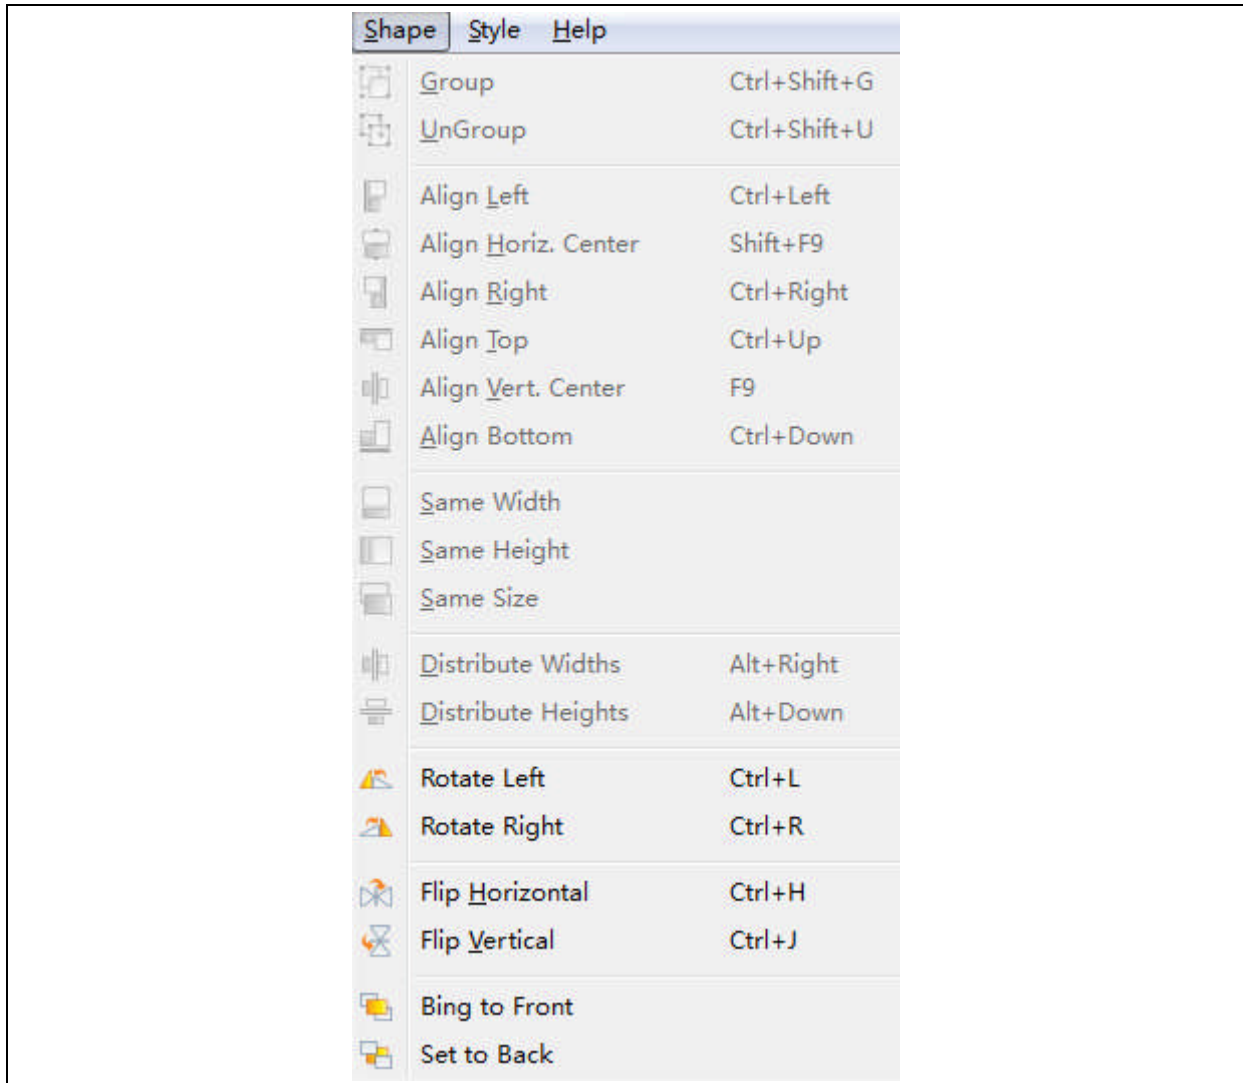 Shape Style Help
Group Ctrl+Shift+G
UnGroup Ctrl+Shift+U
Align Left Ctrl+Left
Align Horiz. Center Shift+F9
Align Right Ctrl+Right
Align Top Ctrl+Up
Align Vert. Center F9
Align Bottom Ctrl+Down
Same Width
Same Height
Same Size
Distribute Widths Alt+Right
Distribute Heights Alt+Down
Rotate Left Ctrl+L
Rotate Right Ctrl+R
Flip Horizontal Ctrl+H
Flip Vertical Ctrl+J
Bing to Front
Set to Back